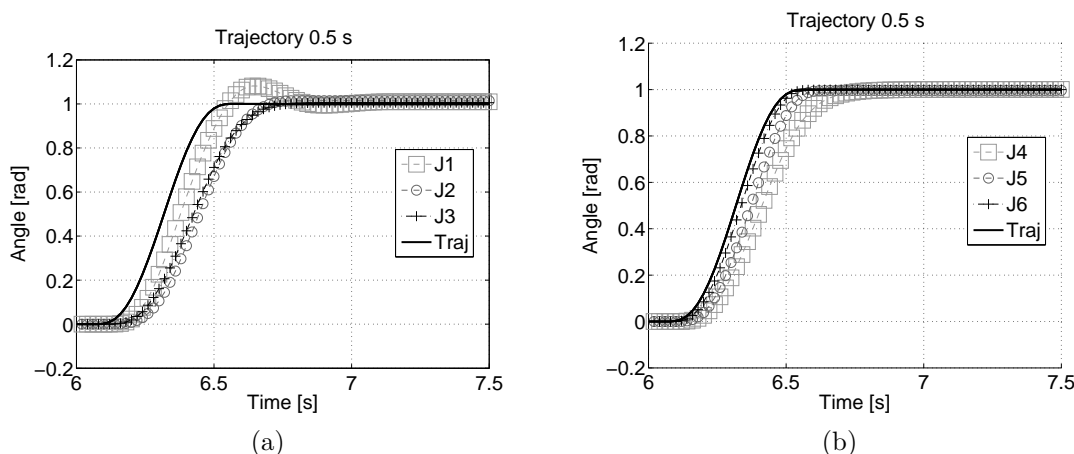 Trajectory 0.5 s
1.2
1
0.8
0.6
0.4
0.2
0
−0.2
Angle [rad]
J1
J2
J3
Traj
6
6.5
7
7.5
Time [s]
(a)
Trajectory 0.5 s
1.2
1
0.8
0.6
0.4
0.2
0
−0.2
Angle [rad]
J4
J5
J6
Traj
6
6.5
7
7.5
Time [s]
(b)